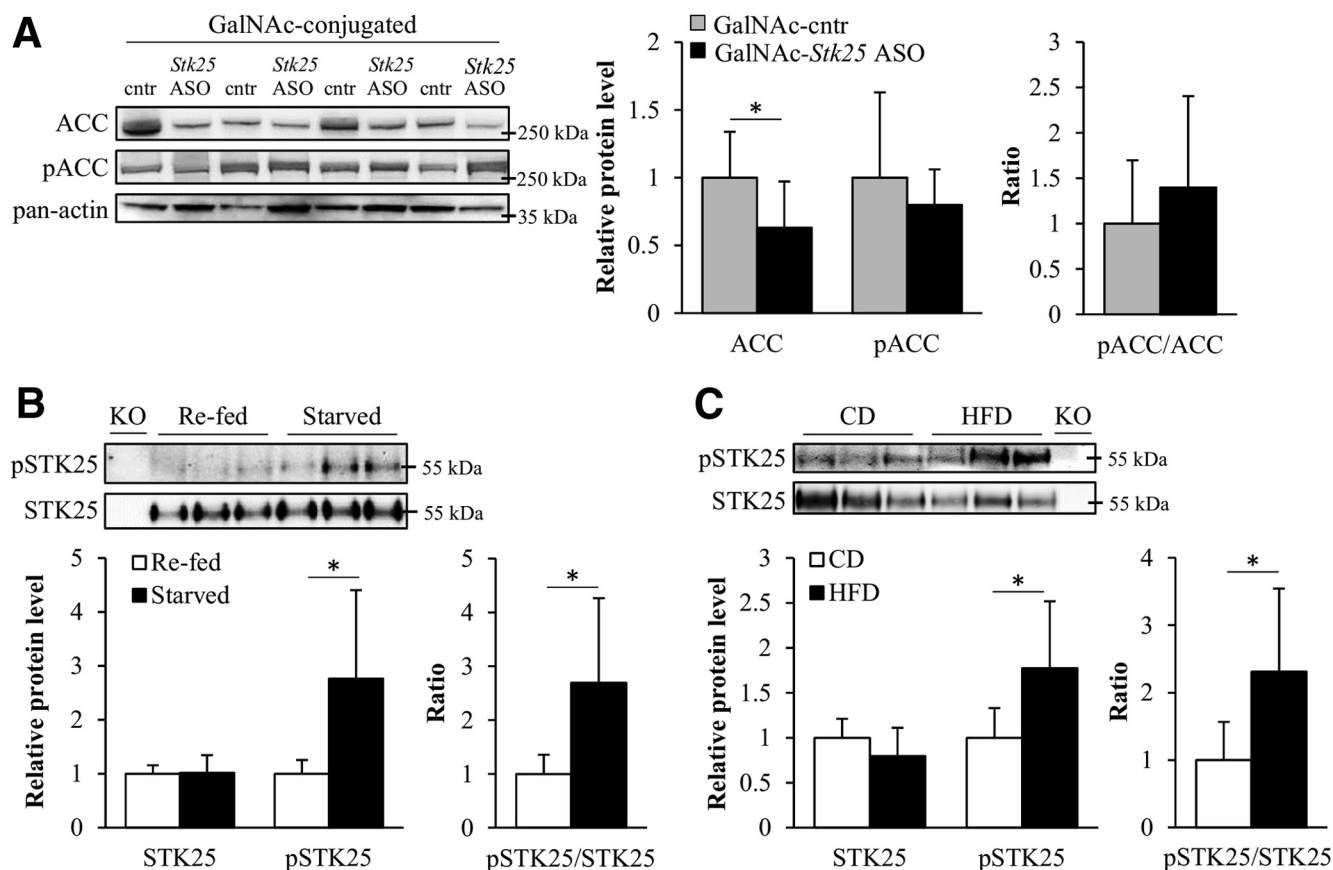 A
GalNAc-conjugated
cntr Stk25 ASO cntr Stk25 ASO cntr Stk25 ASO cntr Stk25 ASO
ACC
250 kDa
pACC
250 kDa
pan-actin
35 kDa
GalNAc-cntr
GalNAc-Stk25 ASO
Relative protein level
2
1.5
1
0.5
0
*
ACC pACC
Ratio
3
2.5
2
1.5
1
0.5
0
pACC/ACC
B
KO Re-fed Starved
pSTK25
55 kDa
STK25
55 kDa
Re-fed
Starved
Relative protein level
5
4
3
2
1
0
*
STK25 pSTK25
Ratio
5
4
3
2
1
0
*
pSTK25/STK25
C
CD HFD KO
pSTK25
55 kDa
STK25
55 kDa
CD
HFD
Relative protein level
3
2.5
2
1.5
1
0.5
0
*
STK25 pSTK25
Ratio
4
3
2
1
0
*
pSTK25/STK25